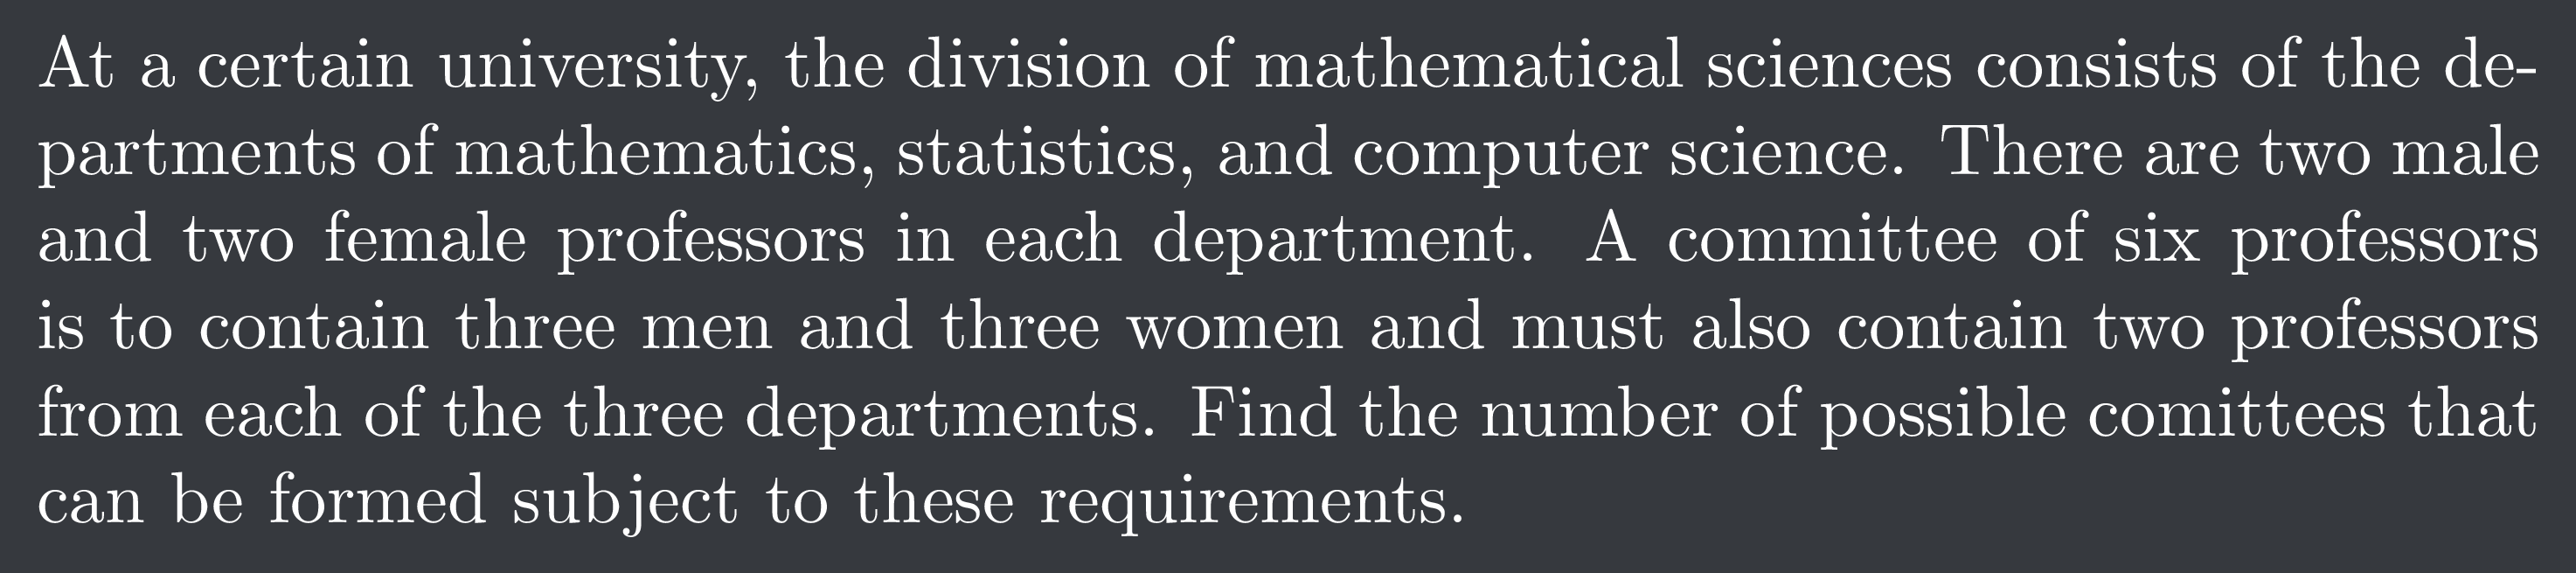 At a certain university, the division of mathematical sciences consists of the de-
partments of mathematics, statistics, and computer science. There are two male
and two female professors in each department. A committee of six professors
is to contain three men and three women and must also contain two professors
from each of the three departments. Find the number of possible comittees that
can be formed subject to these requirements.